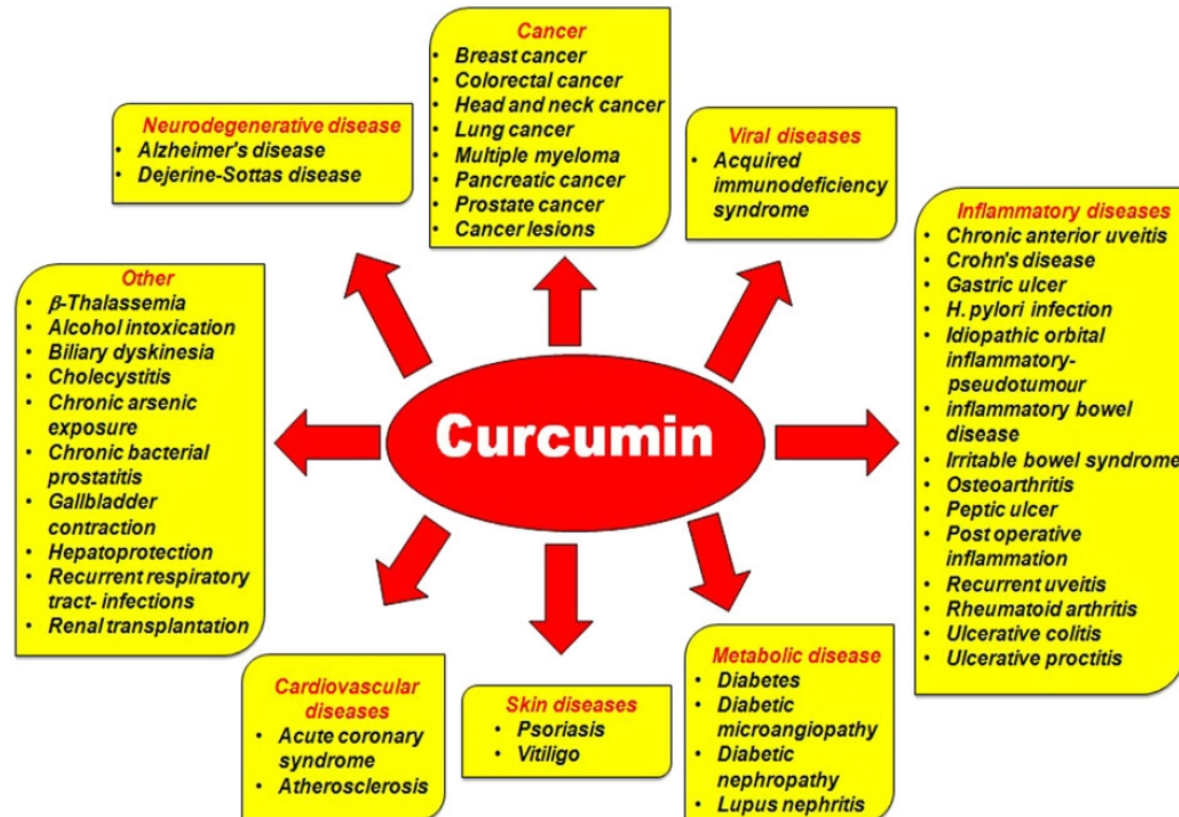 Cancer
• Breast cancer
• Colorectal cancer
• Head and neck cancer
• Lung cancer
• Multiple myeloma
• Pancreatic cancer
• Prostate cancer
• Cancer lesions
Neurodegenerative disease
• Alzheimer's disease
• Dejerine-Sottas disease
Viral diseases
• Acquired
immunodeficiency
syndrome
Inflammatory diseases
• Chronic anterior uveitis
• Crohn's disease
• Gastric ulcer
• H. pylori infection
• Idiopathic orbital
inflammatory-
pseudotumour
• inflammatory bowel
disease
• Irritable bowel syndrome
• Osteoarthritis
• Peptic ulcer
• Post operative
inflammation
• Recurrent uveitis
• Rheumatoid arthritis
• Ulcerative colitis
• Ulcerative proctitis
Other
• β-Thalassemia
• Alcohol intoxication
• Biliary dyskinesia
• Cholecystitis
• Chronic arsenic
exposure
• Chronic bacterial
prostatitis
• Gallbladder
contraction
• Hepatoprotection
• Recurrent respiratory
tract- infections
• Renal transplantation
Curcumin
Cardiovascular
diseases
• Acute coronary
syndrome
• Atherosclerosis
Skin diseases
• Psoriasis
• Vitiligo
Metabolic disease
• Diabetes
• Diabetic
microangiopathy
• Diabetic
nephropathy
• Lupus nephritis